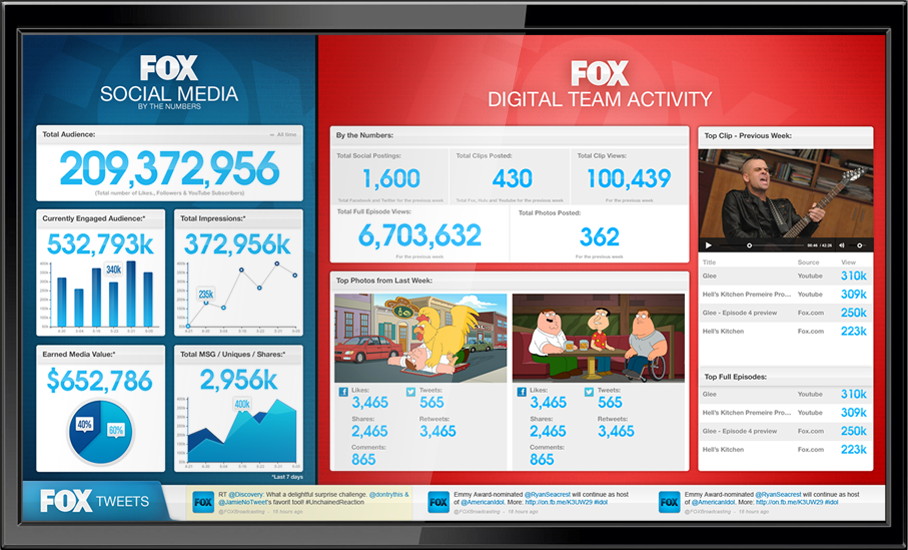 FOX
SOCIAL MEDIA
BY THE NUMBERS
Total Audience:
All time
209,372,956
(Total number of Likes, Followers & YouTube Subscribers)
Currently Engaged Audience:*
532,793k
340k
Total Impressions:*
372,956k
235k
Earned Media Value:*
$652,786
40%
60%
Total MSG / Uniques / Shares:*
2,956k
400k
*Last 7 days
FOX
DIGITAL TEAM ACTIVITY
By the Numbers:
Total Social Postings:
1,600
Total Facebook and Twitter for the previous week
Total Clips Posted:
430
Total Fox, Hulu and Youtube for the previous week
Total Clip Views:
100,439
For the previous week
Total Full Episode Views:
6,703,632
For the previous week
Total Photos Posted:
362
For the previous week
Top Photos from Last Week:
Likes:
3,465
Tweets:
565
Shares:
2,465
Retweets:
3,465
Comments:
865
Likes:
3,465
Tweets:
565
Shares:
2,465
Retweets:
3,465
Comments:
865
Top Clip - Previous Week:
Title Source View
Glee Youtube 310k
Hell's Kitchen Premeire Pro... Youtube 309k
Glee - Episode 4 preview Fox.com 250k
Hell's Kitchen Fox.com 223k
Top Full Episodes:
Glee Youtube 310k
Hell's Kitchen Premeire Pro... Youtube 309k
Glee - Episode 4 preview Fox.com 250k
Hell's Kitchen Fox.com 223k
FOX TWEETS
FOX
RT @Discovery: What a delightful surprise challenge. @dontrythis &
@JamieNoTweet's favorite tool! #UnchainedReaction
@FOXBroadcasting - 18 hours ago
FOX
Emmy Award-nominated @RyanSeacrest will continue as host
of @AmericanIdol. More: http://on.fb.me/K3UW29 #idol
@FOXBroadcasting - 18 hours ago
FOX
Emmy Award-nominated @RyanSeacrest will continue as host
of @AmericanIdol. More: http://on.fb.me/K3UW29 #idol
@FOXBroadcasting - 18 hours ago